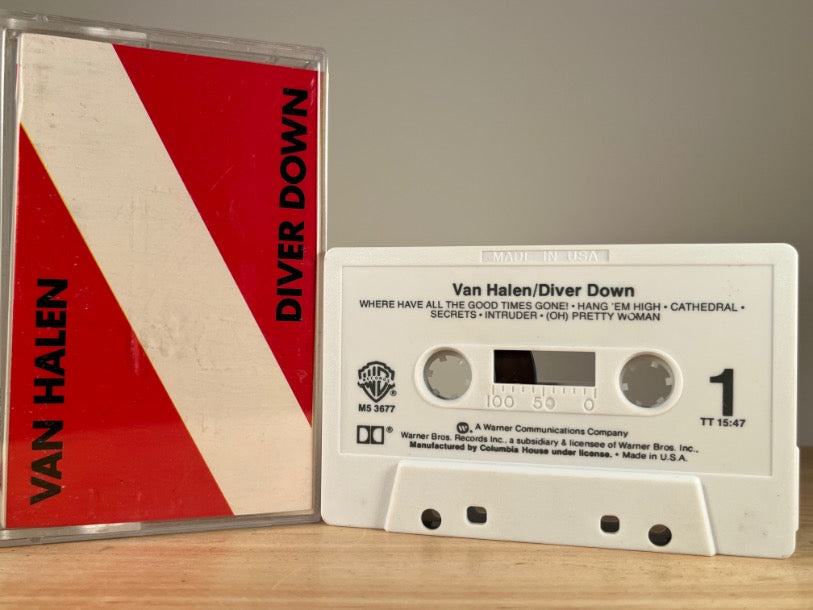 VAN HALEN
DIVER DOWN
MADE IN USA
Van Halen/Diver Down
WHERE HAVE ALL THE GOOD TIMES GONE! • HANG 'EM HIGH • CATHEDRAL •
SECRETS • INTRUDER • (OH) PRETTY WOMAN
M5 3677
100 50 0
1
TT 15:47
A Warner Communications Company
Warner Bros. Records Inc., a subsidiary & licensee of Warner Bros. Inc.,
Manufactured by Columbia House under license. • Made in U.S.A.